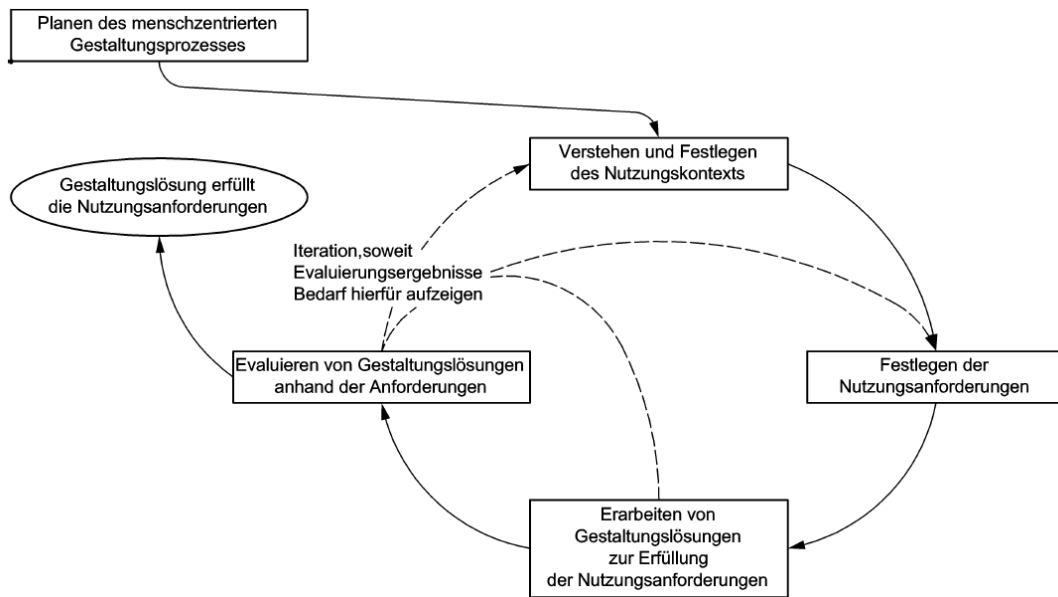 Planen des menschzentrierten
Gestaltungsprozesses
Verstehen und Festlegen
des Nutzungskontexts
Gestaltungslösung erfüllt
die Nutzungsanforderungen
Iteration,soweit
Evaluierungsergebnisse
Bedarf hierfür aufzeigen
Evaluieren von Gestaltungslösungen
anhand der Anforderungen
Festlegen der
Nutzungsanforderungen
Erarbeiten von
Gestaltungslösungen
zur Erfüllung
der Nutzungsanforderungen